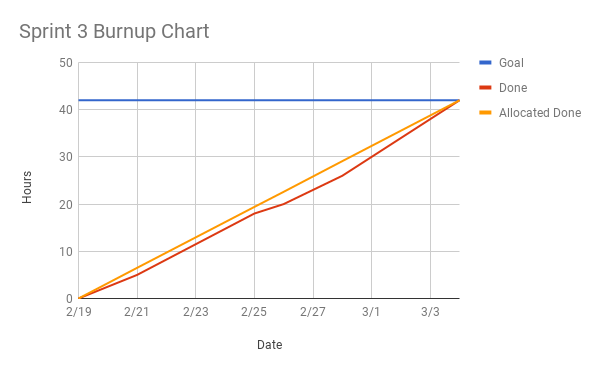 Sprint 3 Burnup Chart
50
40
30
20
10
0
Hours
2/19 2/21 2/23 2/25 2/27 3/1 3/3
Date
Goal
Done
Allocated Done